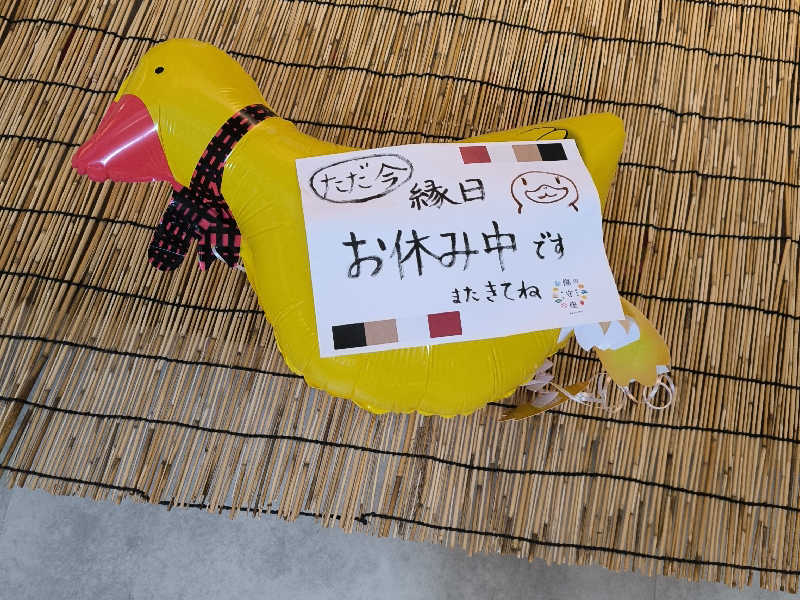 ただ今
縁日
お休み中です
またきてね